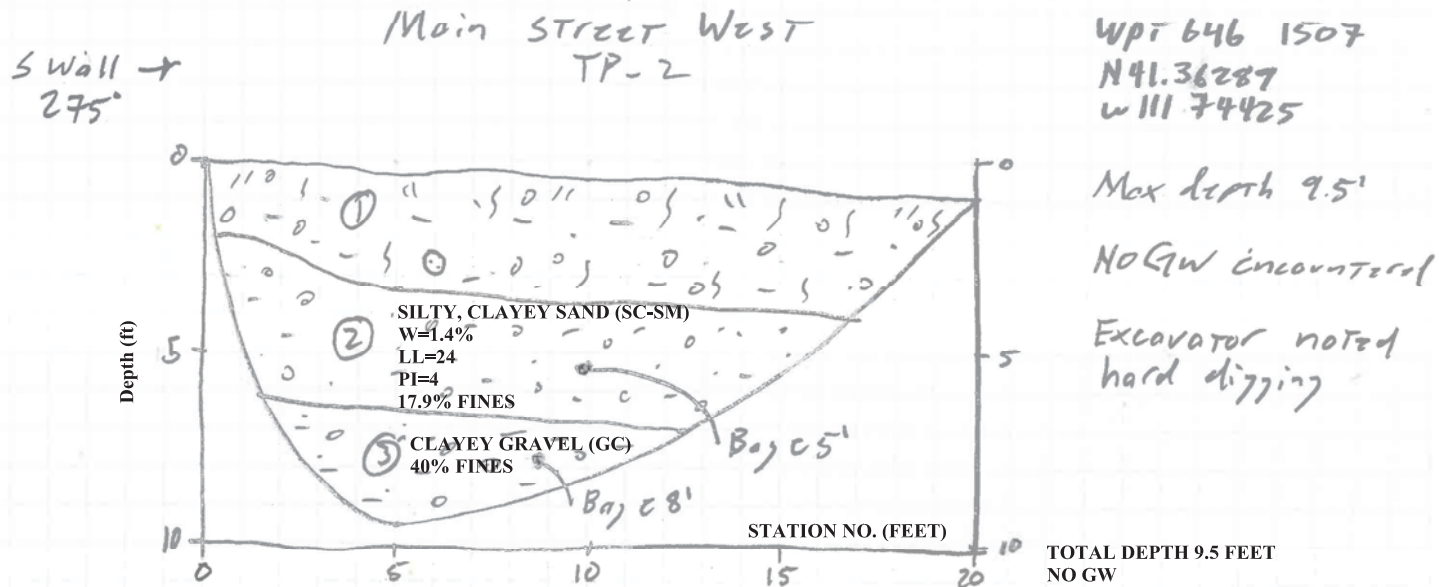 Main Street West
TP-2
S Wall →
275°
WPT 646 1507
N41.36289
W111.74425
Max depth 9.5'
No GW encountered
Excavator noted
hard digging
Depth (ft)
0
5
10
0
5
10
①
②
SILTY, CLAYEY SAND (SC-SM)
W=1.4%
LL=24
PI=4
17.9% FINES
③
CLAYEY GRAVEL (GC)
40% FINES
Bag @ 5'
Bag @ 8'
STATION NO. (FEET)
0
5
10
15
20
TOTAL DEPTH 9.5 FEET
NO GW